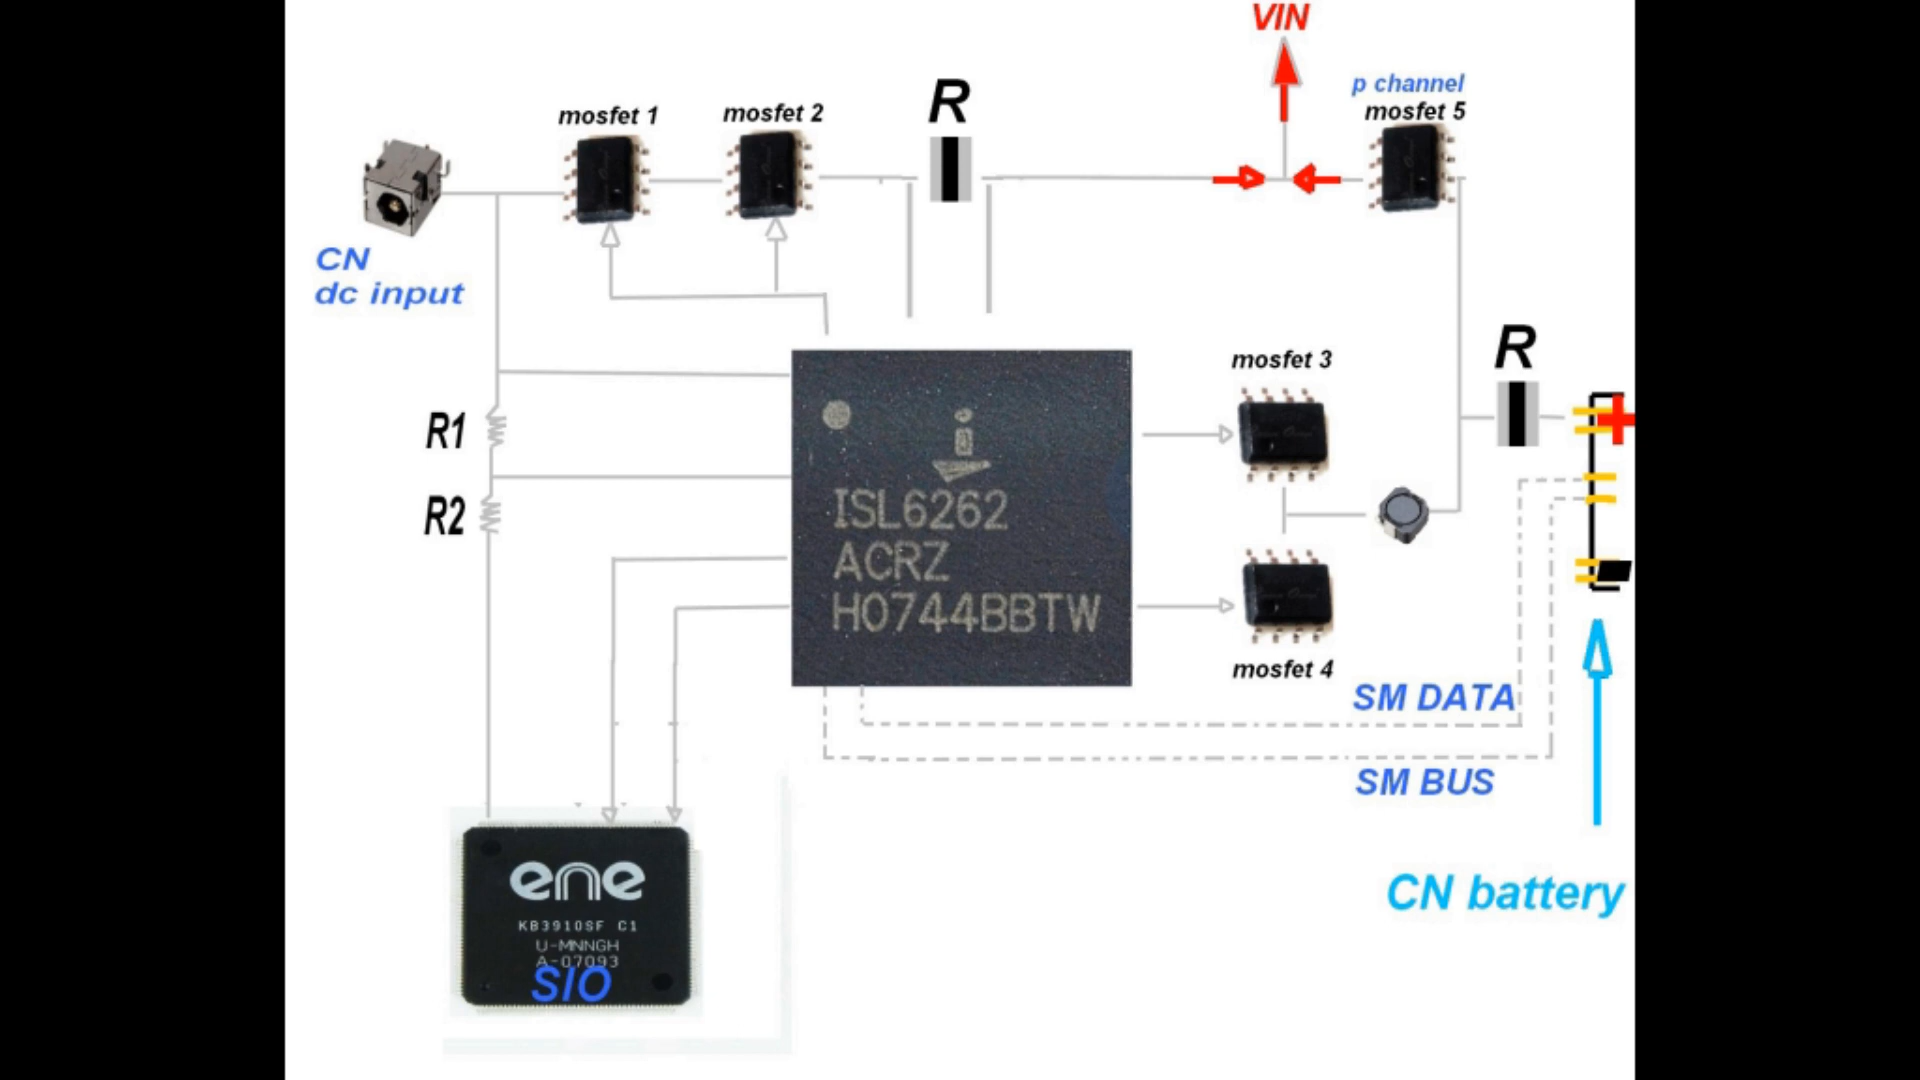 VIN
p channel
mosfet 5
R
mosfet 1
mosfet 2
CN
dc input
R
mosfet 3
R1
R2
ISL6262
ACRZ
H0744BBTW
mosfet 4
SM DATA
SM BUS
CN battery
ene
KB3910SF C1
U-MNNGH
A-07093
SIO